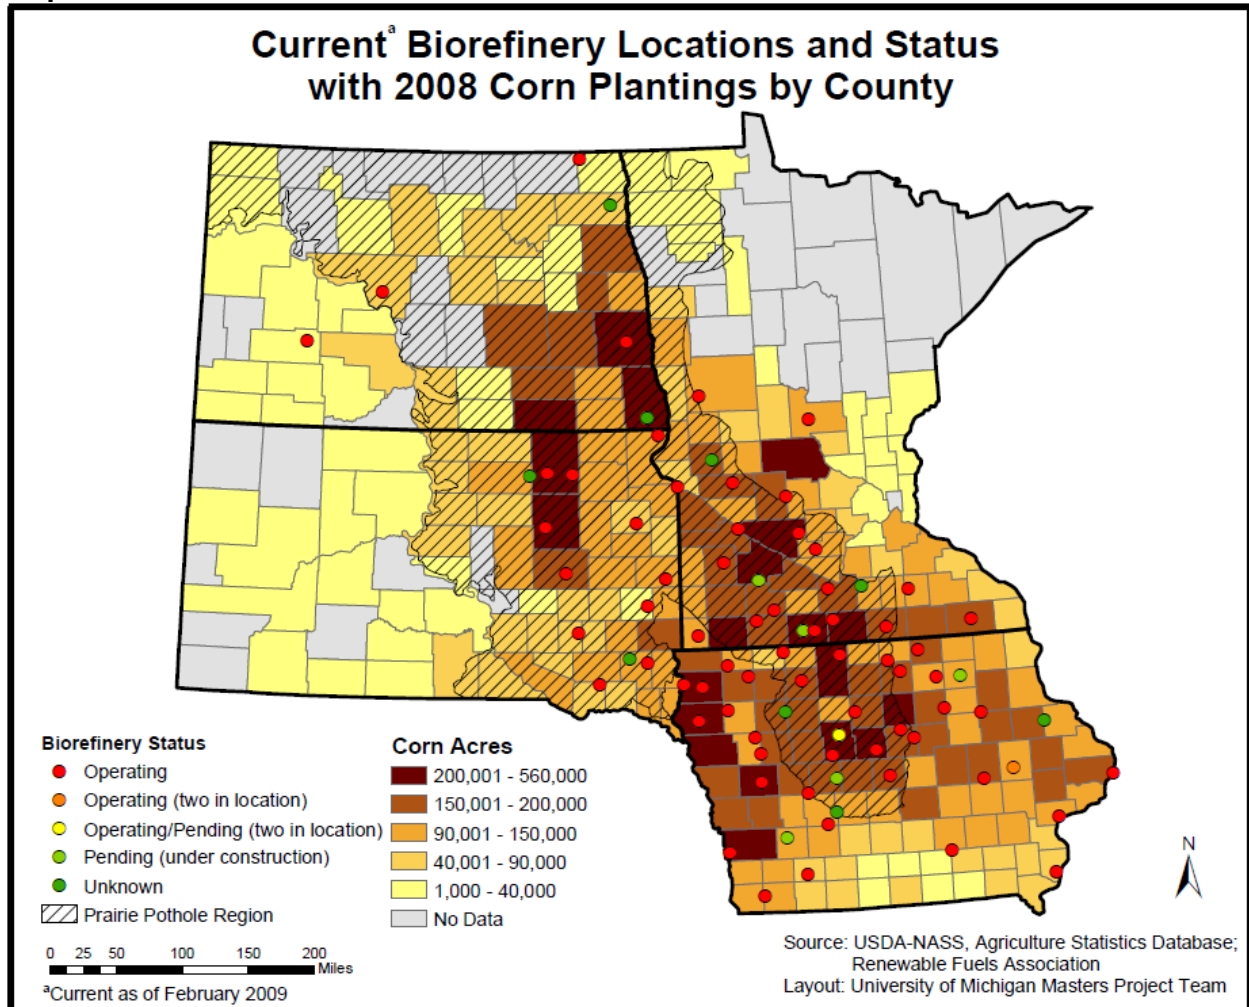 Currentᵃ Biorefinery Locations and Status
with 2008 Corn Plantings by County
Biorefinery Status
Operating
Operating (two in location)
Operating/Pending (two in location)
Pending (under construction)
Unknown
Prairie Pothole Region
0 25 50 100 150 200
Miles
ᵃCurrent as of February 2009
Corn Acres
200,001 - 560,000
150,001 - 200,000
90,001 - 150,000
40,001 - 90,000
1,000 - 40,000
No Data
N
Source: USDA-NASS, Agriculture Statistics Database;
Renewable Fuels Association
Layout: University of Michigan Masters Project Team